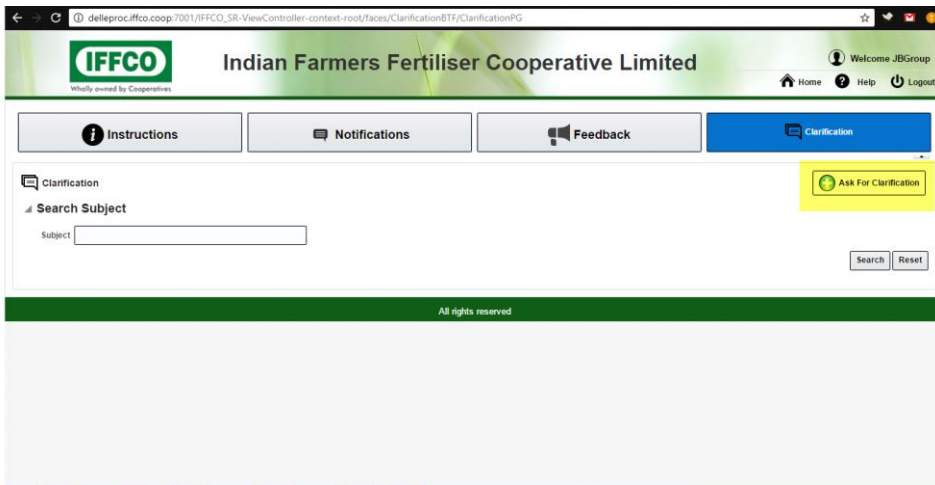 delleproc.iffco.coop:7001/IFFCO_SR-ViewController-context-root/faces/ClarificationBTF/ClarificationPG
IFFCO
Wholly owned by Cooperatives
Indian Farmers Fertiliser Cooperative Limited
Welcome JBGroup
Home Help Logout
Instructions Notifications Feedback Clarification
Clarification Ask For Clarification
Search Subject
Subject
Search Reset
All rights reserved